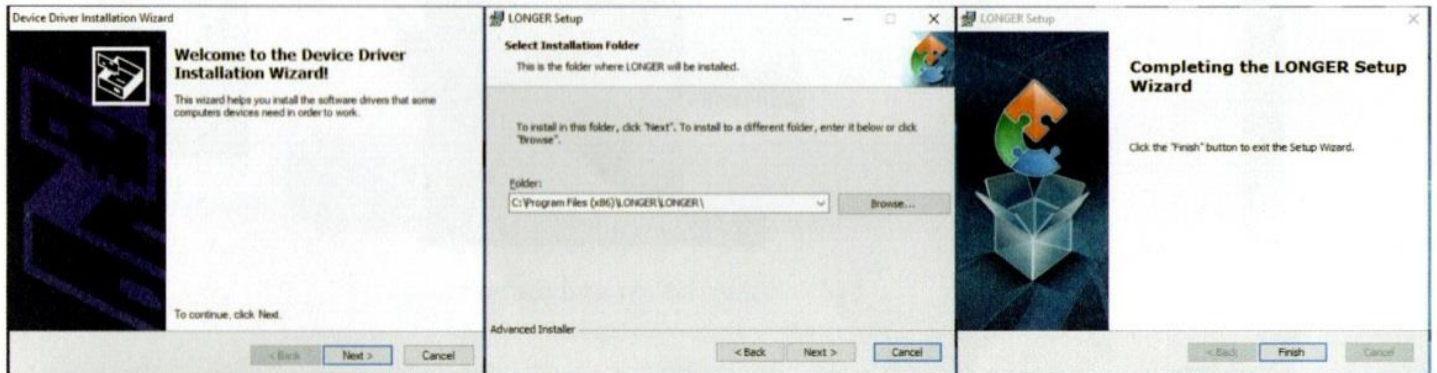 Device Driver Installation Wizard
Welcome to the Device Driver
Installation Wizard!
This wizard helps you install the software drivers that some
computers devices need in order to work.
To continue, click Next.
< Back
Next >
Cancel
LONGER Setup
Select Installation Folder
This is the folder where LONGER will be installed.
To install in this folder, click "Next". To install to a different folder, enter it below or click
"Browse".
Folder:
C:\Program Files (x86)\LONGER\LONGER\
Browse...
Advanced Installer
< Back
Next >
Cancel
LONGER Setup
Completing the LONGER Setup
Wizard
Click the "Finish" button to exit the Setup Wizard.
< Back
Finish
Cancel